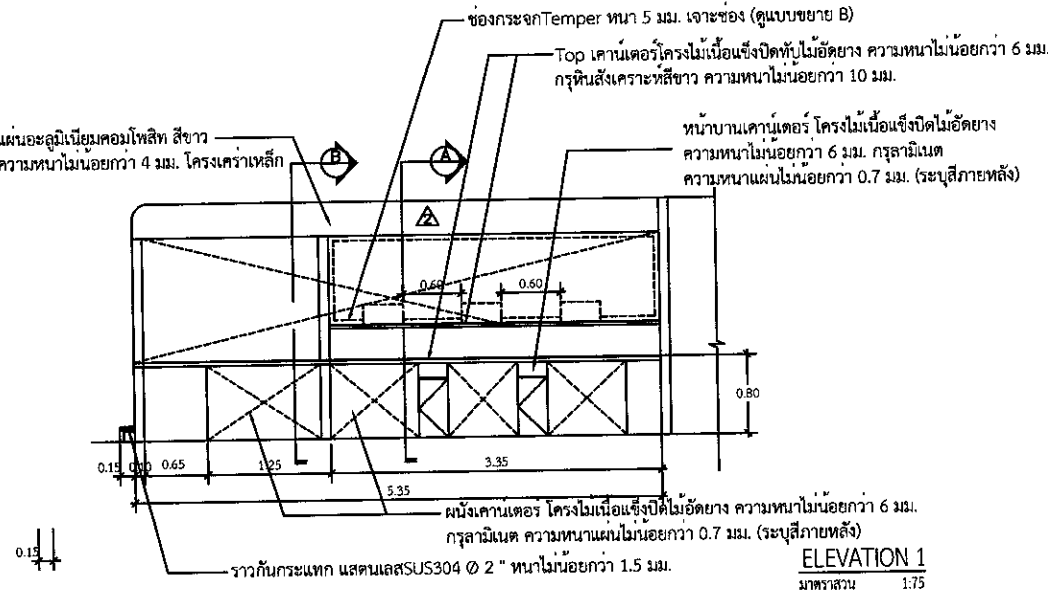 ช่องกระจกTemper หนา 5 มม. เจาะช่อง (ดูแบบขยาย B)
Top เคาน์เตอร์โครงไม้เนื้อแข็งปิดทับไม้อัดยาง ความหนาไม่น้อยกว่า 6 มม.
กรุหินสังเคราะห์สีขาว ความหนาไม่น้อยกว่า 10 มม.
แผ่นอะลูมิเนียมคอมโพสิท สีขาว
ความหนาไม่น้อยกว่า 4 มม. โครงเคร่าเหล็ก
หน้าบานเคาน์เตอร์ โครงไม้เนื้อแข็งปิดไม้อัดยาง
ความหนาไม่น้อยกว่า 6 มม. กรุลามิเนต
ความหนาแผ่นไม่น้อยกว่า 0.7 มม. (ระบุสีภายหลัง)
B
A
2
0.60
0.60
0.80
0.15
0.10
0.65
1.25
3.35
5.35
ผนังเคาน์เตอร์ โครงไม้เนื้อแข็งปิดไม้อัดยาง ความหนาไม่น้อยกว่า 6 มม.
กรุลามิเนต ความหนาแผ่นไม่น้อยกว่า 0.7 มม. (ระบุสีภายหลัง)
0.15
ราวกันกระแทก แสตนเลสSUS304 Ø 2 " หนาไม่น้อยกว่า 1.5 มม.
ELEVATION 1
มาตราส่วน 1:75